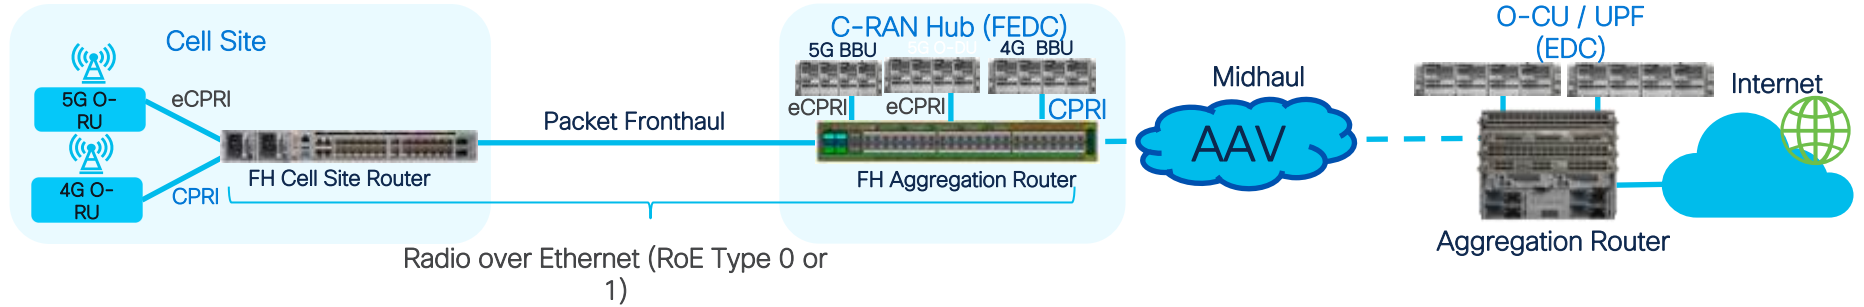 Cell Site
5G O-
RU
4G O-
RU
eCPRI
CPRI
FH Cell Site Router
Packet Fronthaul
C-RAN Hub (FEDC)
5G BBU
5G O-DU
4G BBU
eCPRI
eCPRI
CPRI
FH Aggregation Router
Radio over Ethernet (RoE Type 0 or
1)
Midhaul
AAV
O-CU / UPF
(EDC)
Internet
Aggregation Router